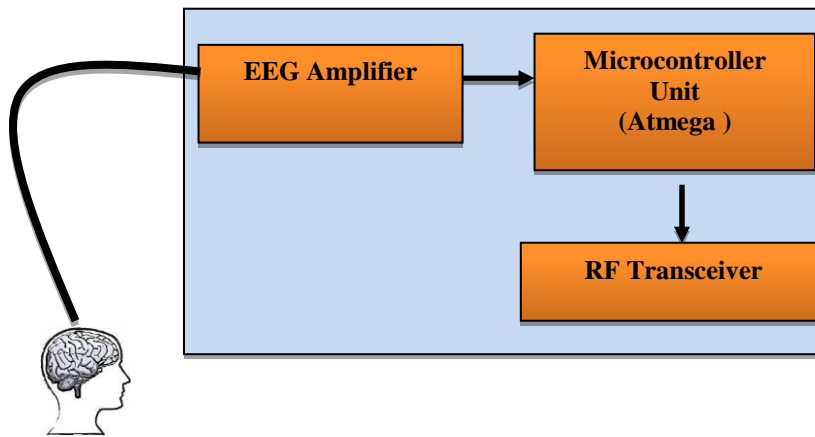 EEG Amplifier
Microcontroller
Unit
(Atmega )
RF Transceiver